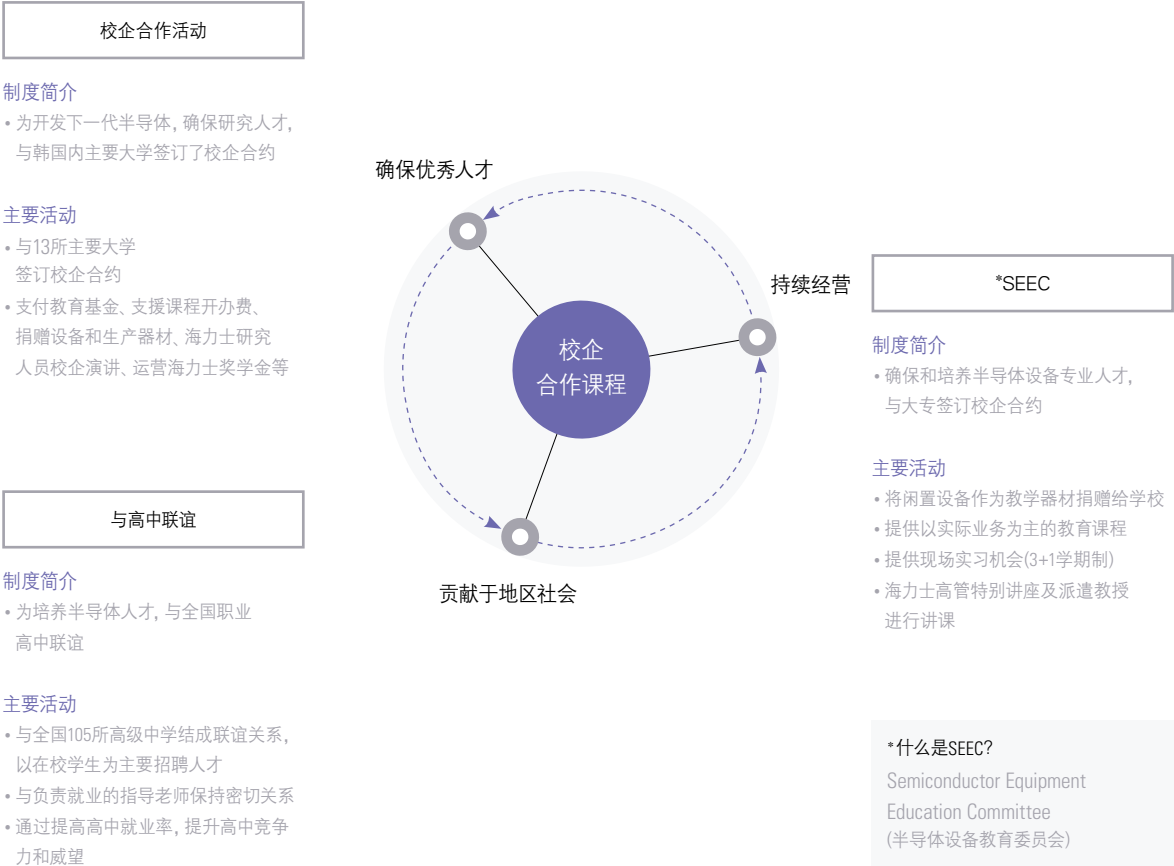 校企合作活动
制度简介
• 为开发下一代半导体, 确保研究人才,
与韩国内主要大学签订了校企合约
主要活动
• 与13所主要大学
签订校企合约
• 支付教育基金、支援课程开办费、
捐赠设备和生产器材、海力士研究
人员校企演讲、运营海力士奖学金等
与高中联谊
制度简介
• 为培养半导体人才, 与全国职业
高中联谊
主要活动
• 与全国105所高级中学结成联谊关系,
以在校学生为主要招聘人才
• 与负责就业的指导老师保持密切关系
• 通过提高高中就业率, 提升高中竞争
力和威望
确保优秀人才
持续经营
校企
合作课程
贡献于地区社会
*SEEC
制度简介
• 确保和培养半导体设备专业人才,
与大专签订校企合约
主要活动
• 将闲置设备作为教学器材捐赠给学校
• 提供以实际业务为主的教育课程
• 提供现场实习机会(3+1学期制)
• 海力士高管特别讲座及派遣教授
进行讲课
*什么是SEEC?
Semiconductor Equipment
Education Committee
(半导体设备教育委员会)